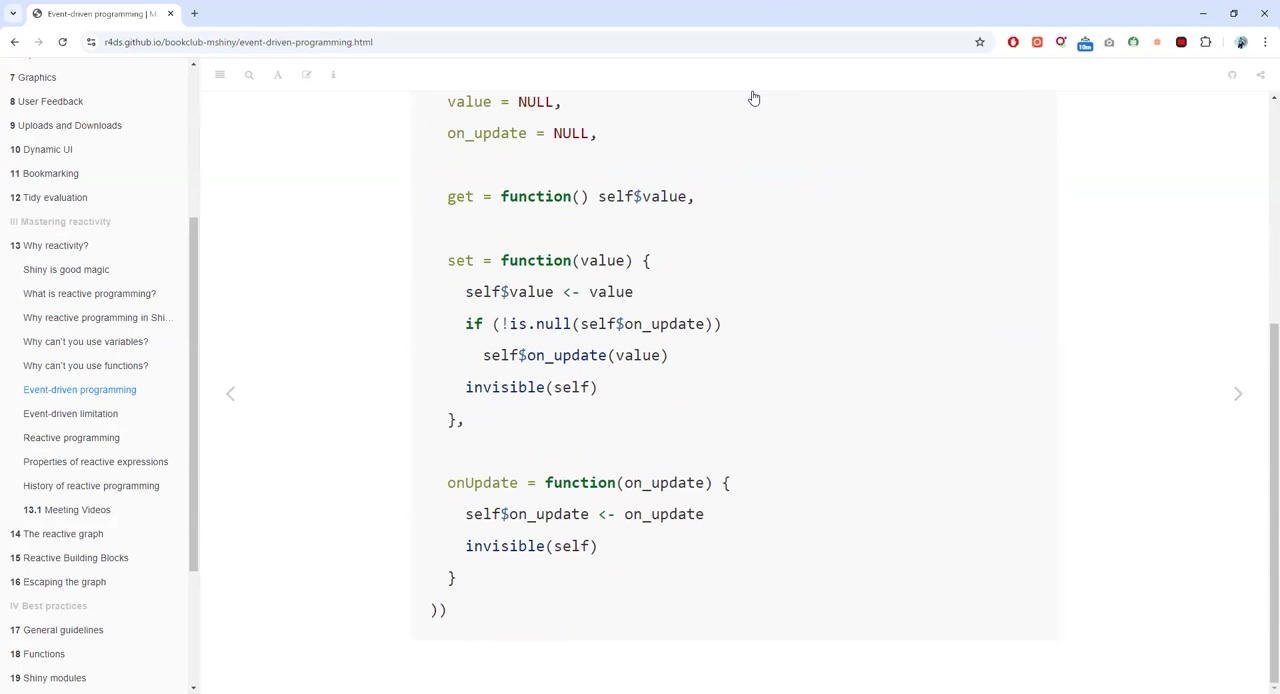 Event-driven programming | M
r4ds.github.io/bookclub-mshiny/event-driven-programming.html
10m
7 Graphics
8 User Feedback
9 Uploads and Downloads
10 Dynamic UI
11 Bookmarking
12 Tidy evaluation
III Mastering reactivity
13 Why reactivity?
Shiny is good magic
What is reactive programming?
Why reactive programming in Shi...
Why can't you use variables?
Why can't you use functions?
Event-driven programming
Event-driven limitation
Reactive programming
Properties of reactive expressions
History of reactive programming
13.1 Meeting Videos
14 The reactive graph
15 Reactive Building Blocks
16 Escaping the graph
IV Best practices
17 General guidelines
18 Functions
19 Shiny modules
A
i
value = NULL,
on_update = NULL,
get = function() self$value,
set = function(value) {
self$value <- value
if (!is.null(self$on_update))
self$on_update(value)
invisible(self)
},
onUpdate = function(on_update) {
self$on_update <- on_update
invisible(self)
}
))